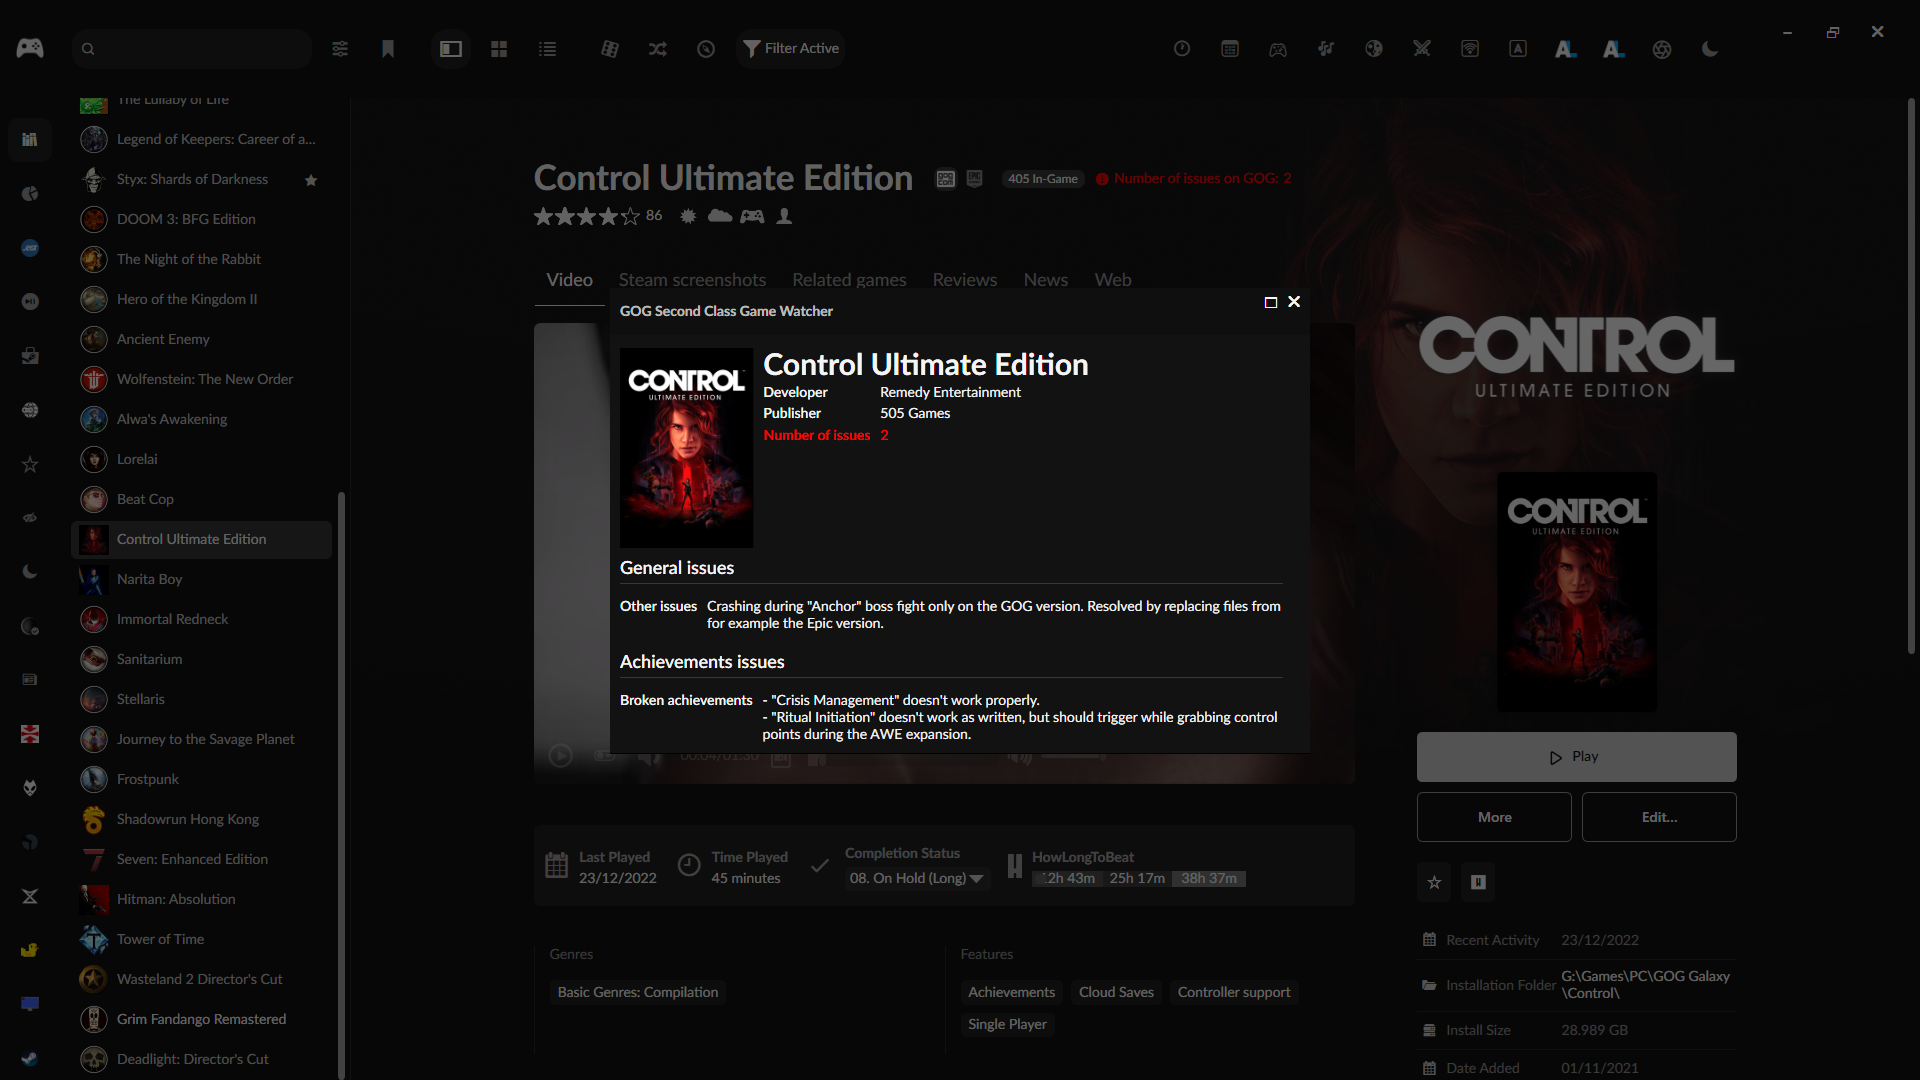 Filter Active
The Lullaby of Life
Legend of Keepers: Career of a...
Styx: Shards of Darkness
DOOM 3: BFG Edition
The Night of the Rabbit
Hero of the Kingdom II
Ancient Enemy
Wolfenstein: The New Order
Alwa's Awakening
Lorelai
Beat Cop
Control Ultimate Edition
Narita Boy
Immortal Redneck
Sanitarium
Stellaris
Journey to the Savage Planet
Frostpunk
Shadowrun Hong Kong
Seven: Enhanced Edition
Hitman: Absolution
Tower of Time
Wasteland 2 Director's Cut
Grim Fandango Remastered
Deadlight: Director's Cut
Control Ultimate Edition
405 In-Game
Number of issues on GOG: 2
86
Video Steam screenshots Related games Reviews News Web
GOG Second Class Game Watcher
CONTROL
ULTIMATE EDITION
Control Ultimate Edition
Developer Remedy Entertainment
Publisher 505 Games
Number of issues 2
General issues
Other issues Crashing during "Anchor" boss fight only on the GOG version. Resolved by replacing files from
for example the Epic version.
Achievements issues
Broken achievements - "Crisis Management" doesn't work properly.
- "Ritual Initiation" doesn't work as written, but should trigger while grabbing control
points during the AWE expansion.
00:04/01:30
Last Played
23/12/2022
Time Played
45 minutes
Completion Status
08. On Hold (Long)
HowLongToBeat
12h 43m 25h 17m 38h 37m
Genres
Basic Genres: Compilation
Features
Achievements Cloud Saves Controller support
Single Player
CONTROL
ULTIMATE EDITION
CONTROL
ULTIMATE EDITION
Play
More Edit...
Recent Activity 23/12/2022
Installation Folder G:\Games\PC\GOG Galaxy
\Control\
Install Size 28.989 GB
Date Added 01/11/2021